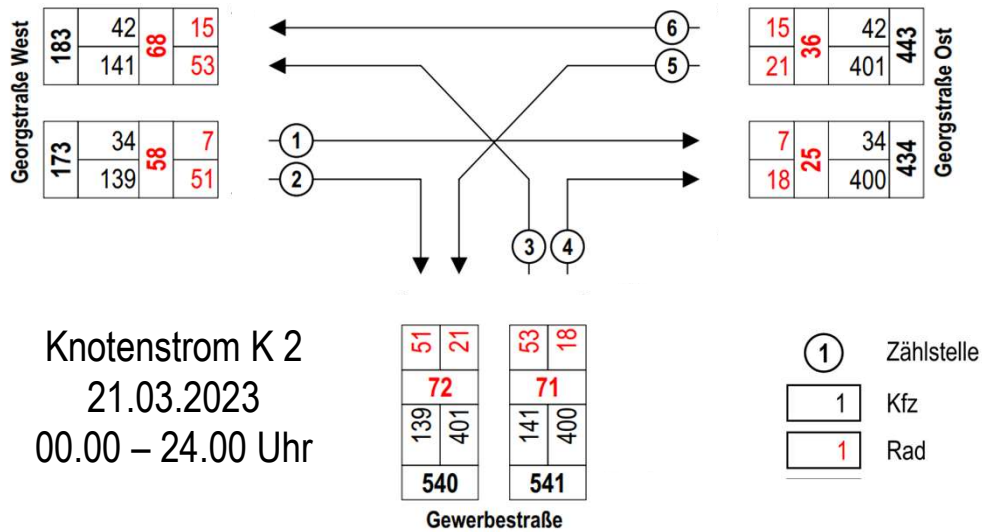 Georgstraße West
183 42 68 15
141 53
173 34 58 7
139 51
6
5
1
2
3 4
15 36 42 443
21 401
7 25 34 434
18 400
Georgstraße Ost
Knotenstrom K 2
21.03.2023
00.00 – 24.00 Uhr
51 21 53 18
72 71
139 401 141 400
540 541
Gewerbestraße
1 Zählstelle
1 Kfz
1 Rad